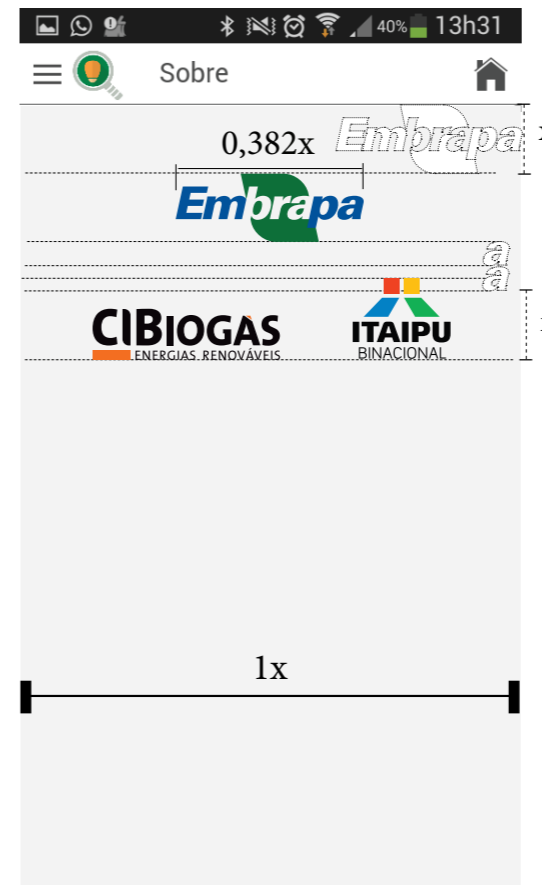 40% 13h31
Sobre
Embrapa
0,382x
Embrapa
a
a
CIBIOGÁS
ENERGIAS RENOVÁVEIS
ITAIPU
BINACIONAL
1x